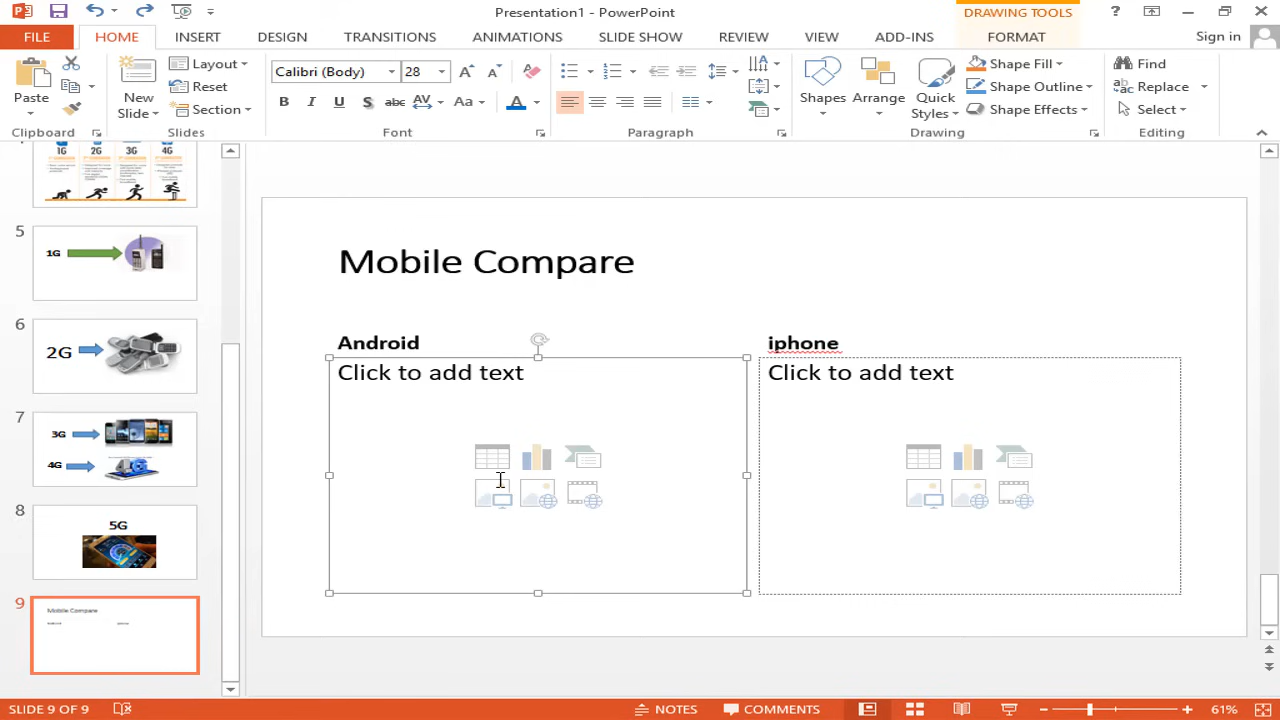 Presentation1 - PowerPoint
DRAWING TOOLS
?
FILE
HOME
INSERT
DESIGN
TRANSITIONS
ANIMATIONS
SLIDE SHOW
REVIEW
VIEW
ADD-INS
FORMAT
Sign in
Paste
New
Slide
Layout
Reset
Section
Calibri (Body)
28
B I U S abc AV Aa A
Shapes
Arrange
Quick
Styles
Shape Fill
Shape Outline
Shape Effects
Find
Replace
Select
Clipboard
Slides
Font
Paragraph
Drawing
Editing
1G 2G 3G 4G
5
1G
6
2G
7
3G
4G
8
5G
9
Mobile Compare
Mobile Compare
Android
iphone
Click to add text
Click to add text
SLIDE 9 OF 9
NOTES
COMMENTS
61%